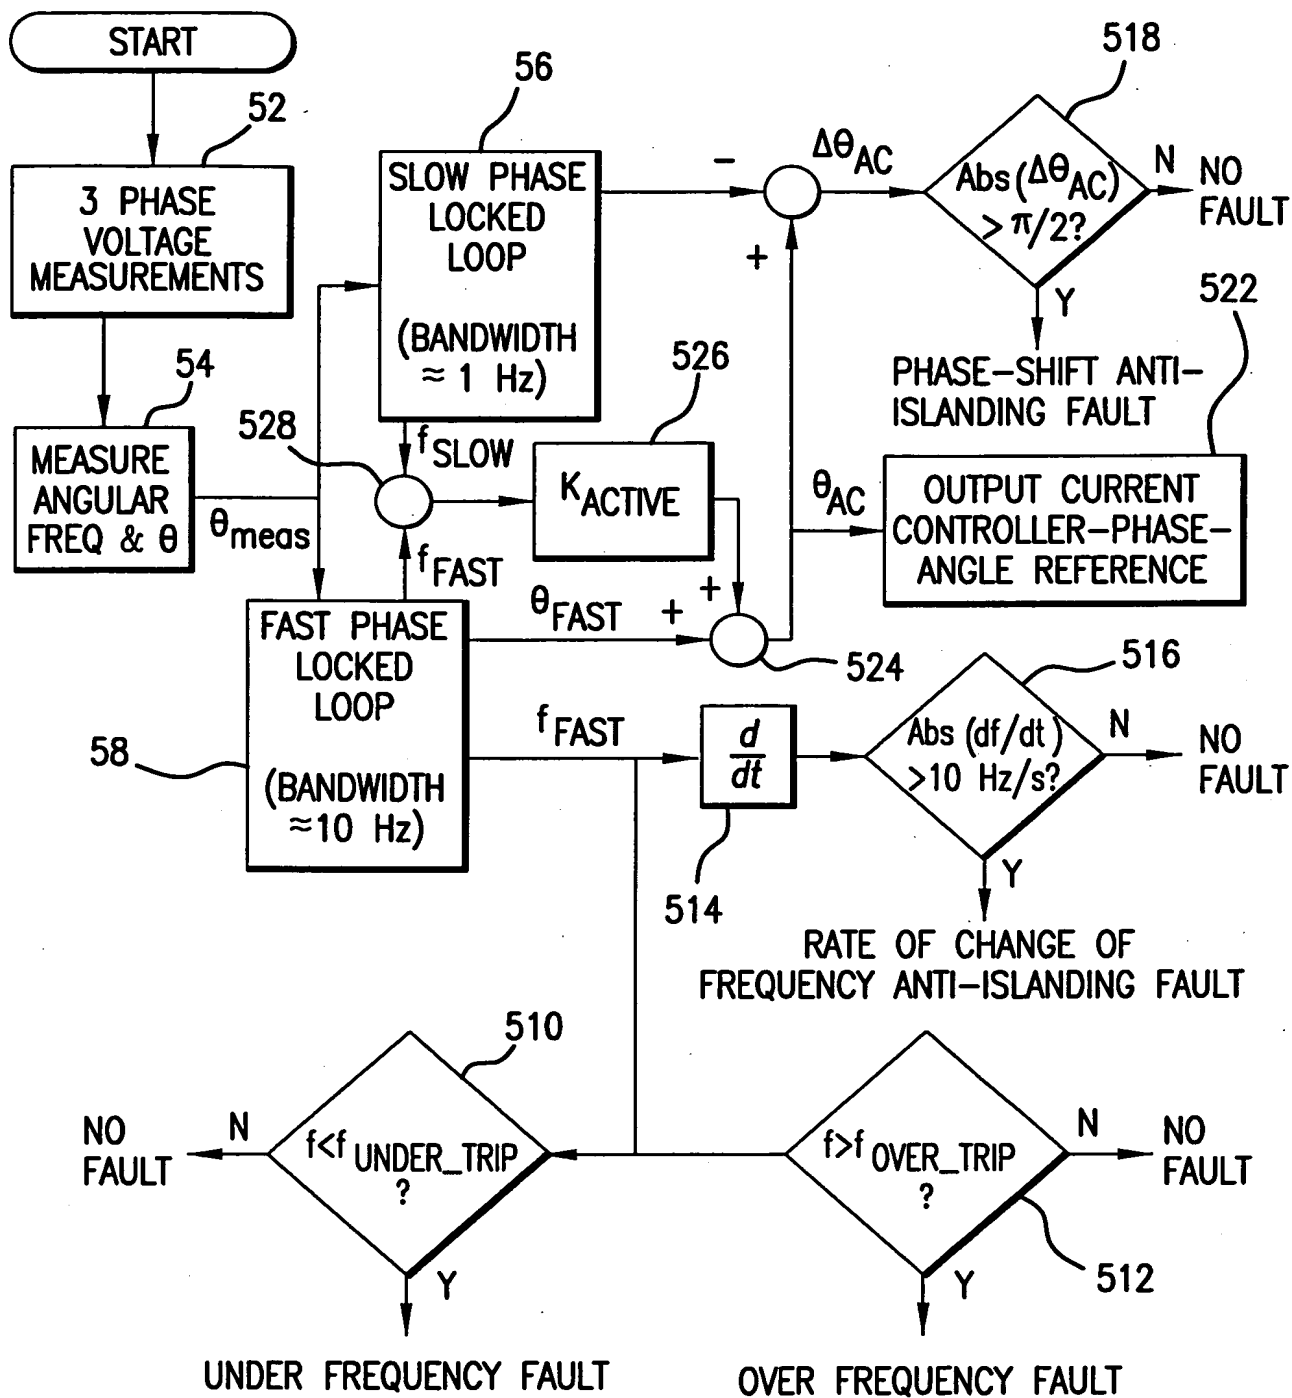 START
52
3 PHASE
VOLTAGE
MEASUREMENTS
54
MEASURE
ANGULAR
FREQ & θ
θmeas
56
SLOW PHASE
LOCKED
LOOP
(BANDWIDTH
≈ 1 Hz)
fSLOW
528
fFAST
526
KACTIVE
58
FAST PHASE
LOCKED
LOOP
(BANDWIDTH
≈10 Hz)
θFAST
+
+
524
-
+
ΔθAC
518
Abs(ΔθAC)
> π/2?
N
NO
FAULT
Y
PHASE-SHIFT ANTI-
ISLANDING FAULT
522
θAC
OUTPUT CURRENT
CONTROLLER-PHASE-
ANGLE REFERENCE
fFAST
d
dt
514
516
Abs (df/dt)
>10 Hz/s?
N
NO
FAULT
Y
RATE OF CHANGE OF
FREQUENCY ANTI-ISLANDING FAULT
510
f<fUNDER_TRIP
?
N
NO
FAULT
Y
UNDER FREQUENCY FAULT
f>fOVER_TRIP
?
N
NO
FAULT
512
Y
OVER FREQUENCY FAULT